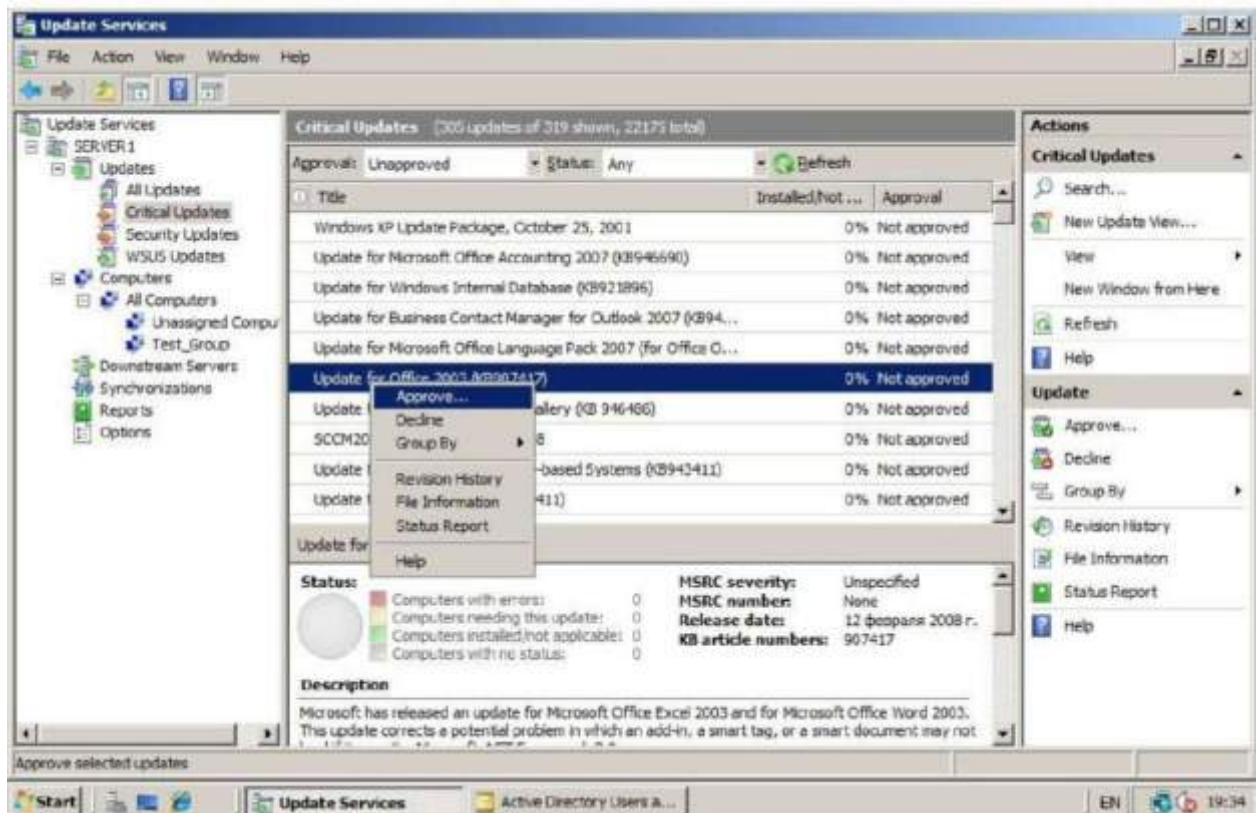 Update Services
File Action View Window Help
Update Services
SERVER1
Updates
All Updates
Critical Updates
Security Updates
WSUS Updates
Computers
All Computers
Unassigned Compu
Test_Group
Downstream Servers
Synchronizations
Reports
Options
Critical Updates (305 updates of 319 shown, 22175 total)
Approval: Unapproved Status: Any Refresh
Title Installed/Not ... Approval
Windows XP Update Package, October 25, 2001 0% Not approved
Update for Microsoft Office Accounting 2007 (KB946690) 0% Not approved
Update for Windows Internal Database (KB921896) 0% Not approved
Update for Business Contact Manager for Outlook 2007 (KB94... 0% Not approved
Update for Microsoft Office Language Pack 2007 (for Office O... 0% Not approved
Update for Office 2003 (KB907417) 0% Not approved
Update allery (KB 946486) 0% Not approved
SCCM20 8 0% Not approved
Update -based Systems (KB943411) 0% Not approved
Update 411) 0% Not approved
Approve...
Decline
Group By
Revision History
File Information
Status Report
Help
Update for
Status:
Computers with errors: 0
Computers needing this update: 0
Computers installed/not applicable: 0
Computers with no status: 0
MSRC severity: Unspecified
MSRC number: None
Release date: 12 февраля 2008 г.
KB article numbers: 907417
Description
Microsoft has released an update for Microsoft Office Excel 2003 and for Microsoft Office Word 2003.
This update corrects a potential problem in which an add-in, a smart tag, or a smart document may not
Actions
Critical Updates
Search...
New Update View...
View
New Window from Here
Refresh
Help
Update
Approve...
Decline
Group By
Revision History
File Information
Status Report
Help
Approve selected updates
Start Update Services Active Directory Users a... EN 19:34